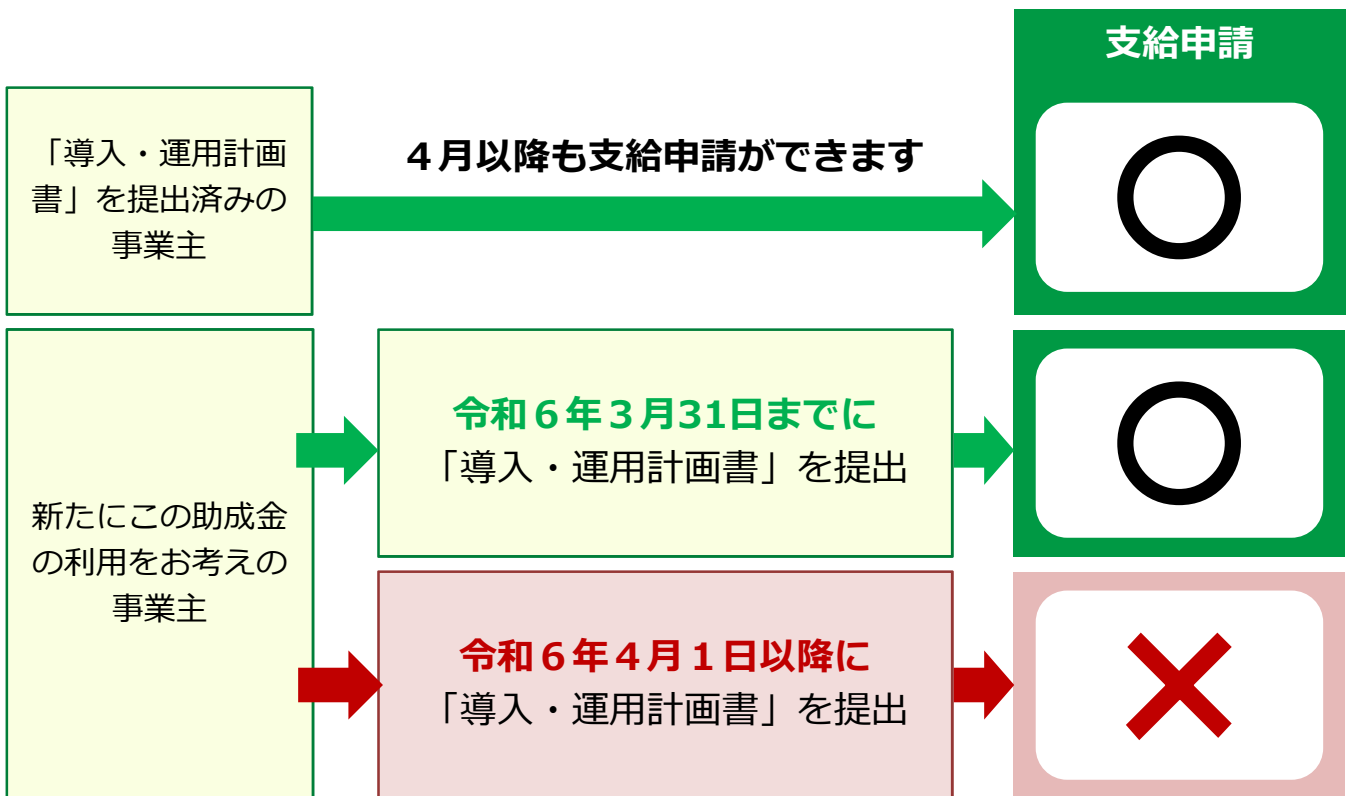 支給申請
「導入・運用計画
書」を提出済みの
事業主
４月以降も支給申請ができます
新たにこの助成金
の利用をお考えの
事業主
令和６年３月31日までに
「導入・運用計画書」を提出
令和６年４月１日以降に
「導入・運用計画書」を提出